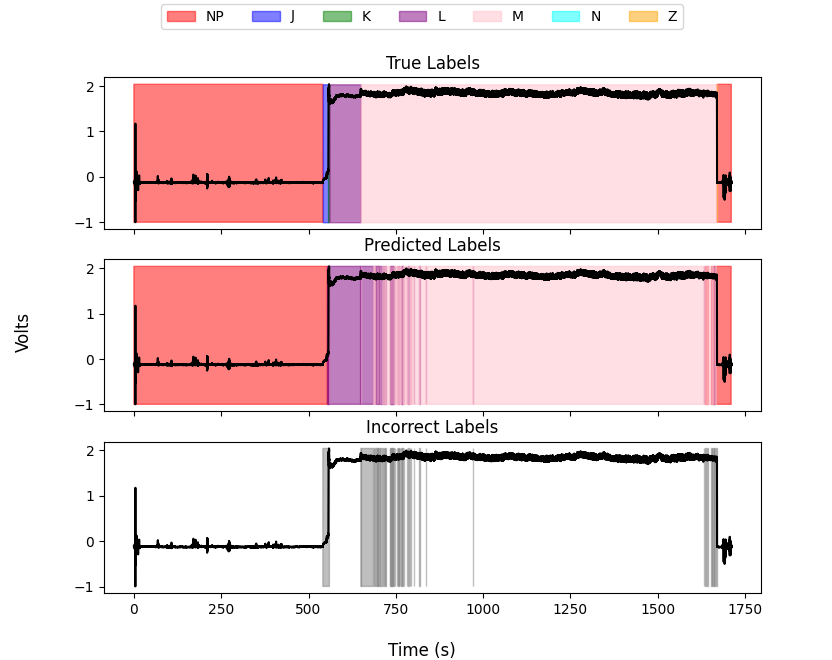 NP J K L M N Z
True Labels
2
1
0
−1
Predicted Labels
2
1
0
−1
Volts
Incorrect Labels
2
1
0
−1
0 250 500 750 1000 1250 1500 1750
Time (s)